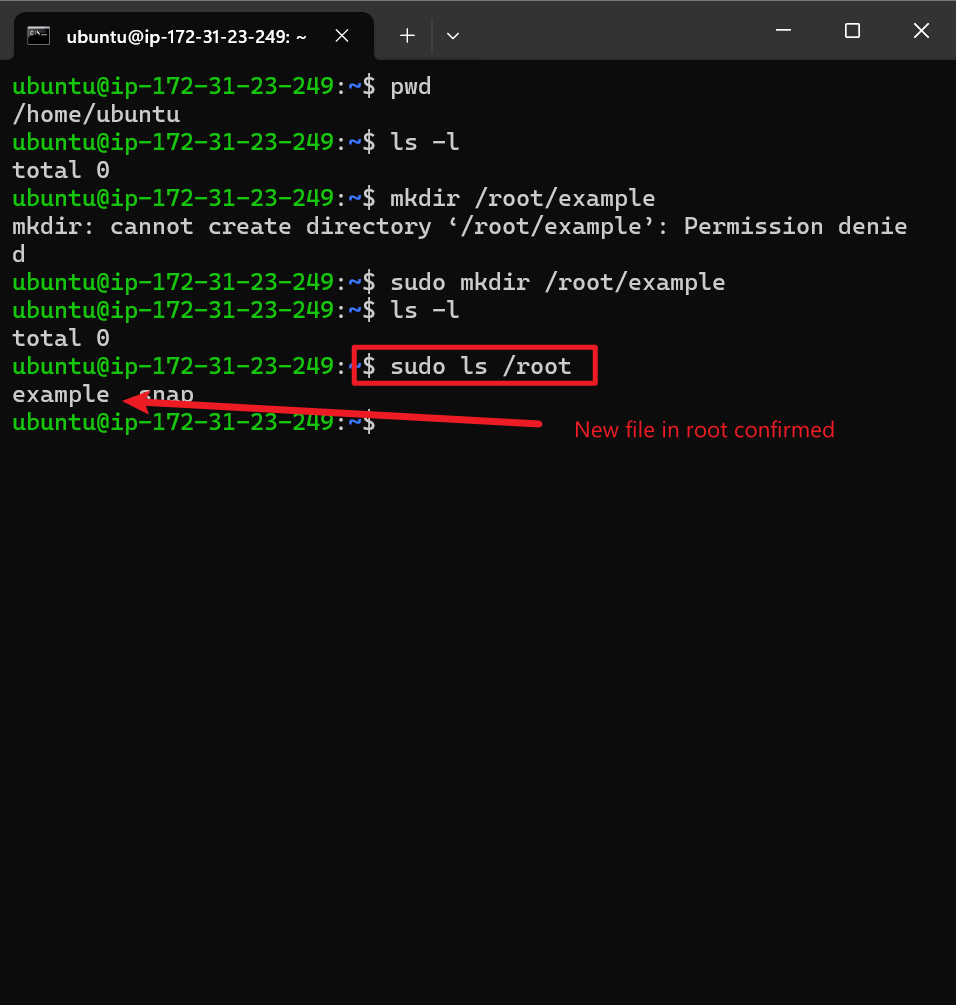 ubuntu@ip-172-31-23-249: ~
ubuntu@ip-172-31-23-249:~$ pwd
/home/ubuntu
ubuntu@ip-172-31-23-249:~$ ls -l
total 0
ubuntu@ip-172-31-23-249:~$ mkdir /root/example
mkdir: cannot create directory ‘/root/example’: Permission denie
d
ubuntu@ip-172-31-23-249:~$ sudo mkdir /root/example
ubuntu@ip-172-31-23-249:~$ ls -l
total 0
ubuntu@ip-172-31-23-249:~$ sudo ls /root
example  snap
ubuntu@ip-172-31-23-249:~$
New file in root confirmed